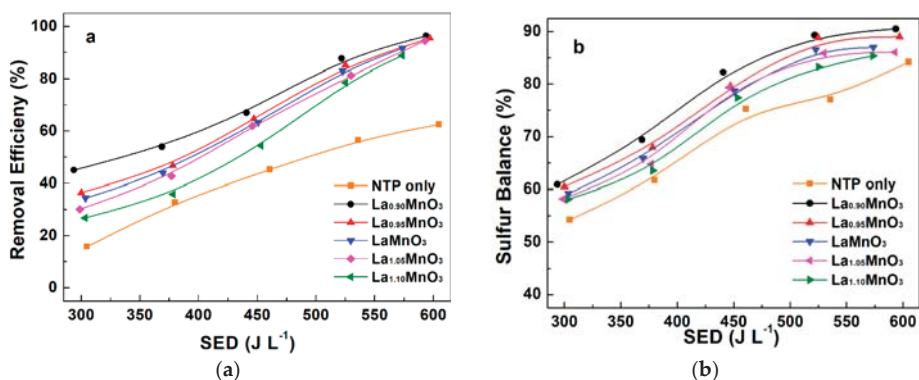 a
Removal Efficieny (%)
100
80
60
40
20
0
300 350 400 450 500 550 600
SED (J L⁻¹)
NTP only
La₀.₉₀MnO₃
La₀.₉₅MnO₃
LaMnO₃
La₁.₀₅MnO₃
La₁.₁₀MnO₃
(a)
b
Sulfur Balance (%)
90
80
70
60
50
40
300 350 400 450 500 550 600
SED (J L⁻¹)
NTP only
La₀.₉₀MnO₃
La₀.₉₅MnO₃
LaMnO₃
La₁.₀₅MnO₃
La₁.₁₀MnO₃
(b)